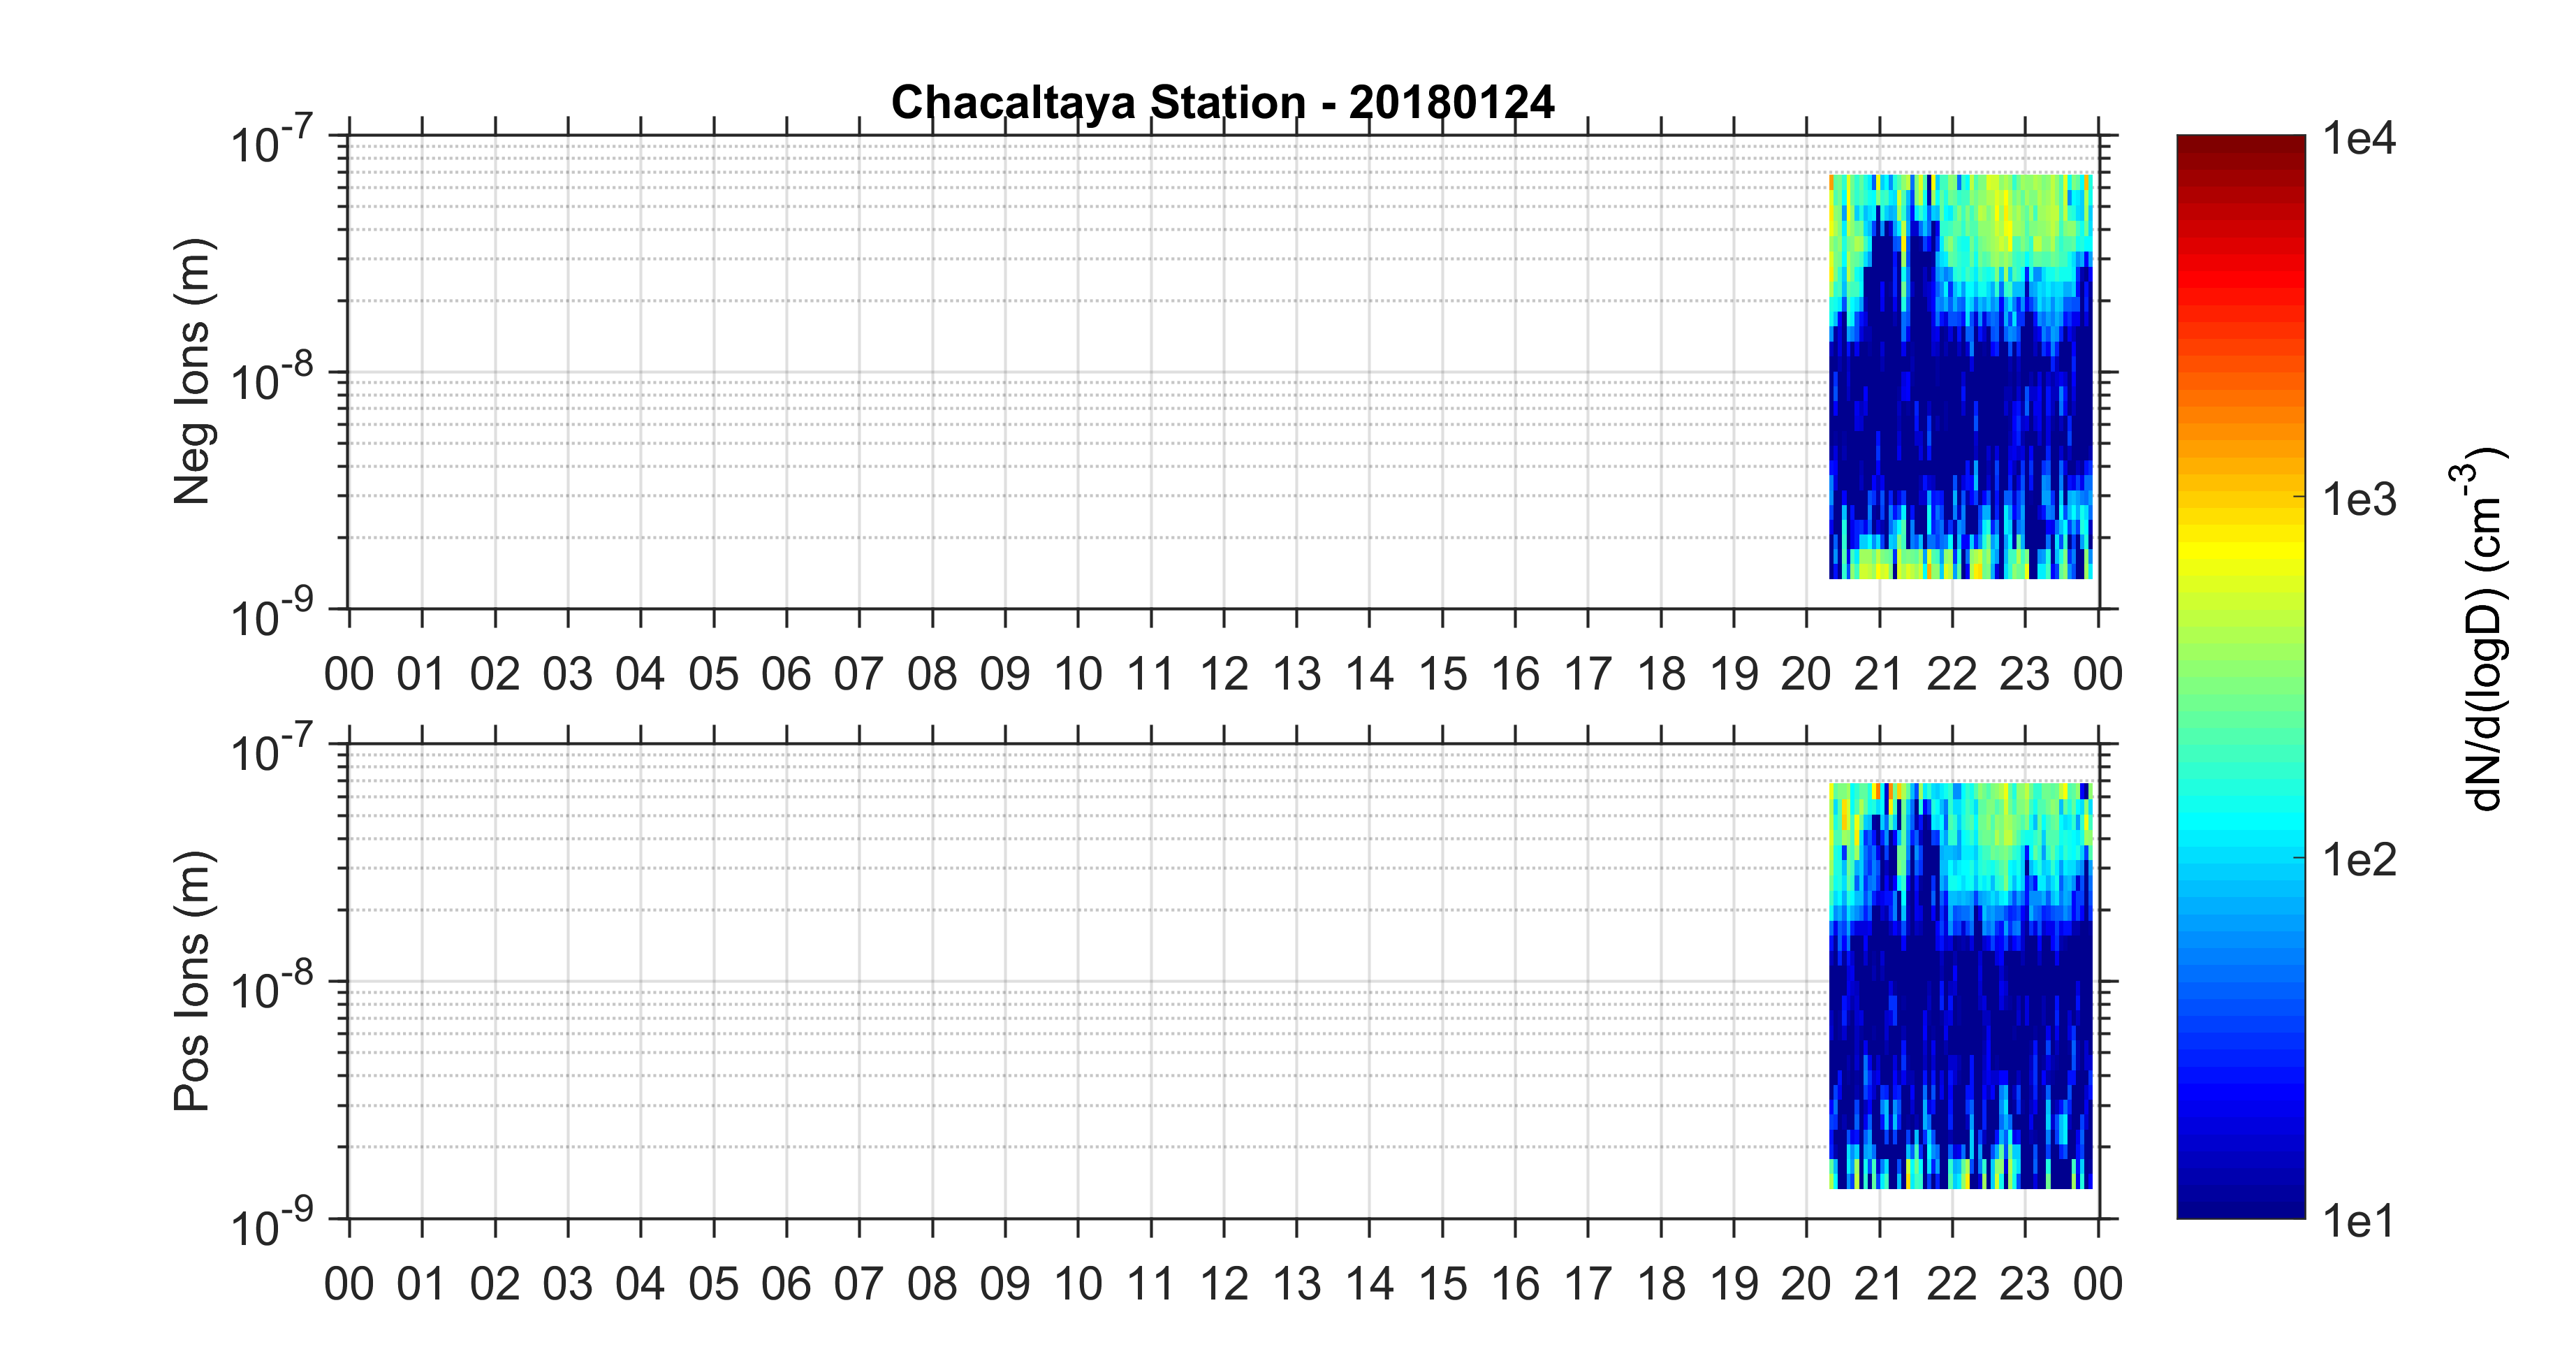 Chacaltaya Station - 20180124
10-7
10-8
10-9
Neg Ions (m)
00 01 02 03 04 05 06 07 08 09 10 11 12 13 14 15 16 17 18 19 20 21 22 23 00
10-7
10-8
10-9
Pos Ions (m)
00 01 02 03 04 05 06 07 08 09 10 11 12 13 14 15 16 17 18 19 20 21 22 23 00
1e4
1e3
1e2
1e1
dN/d(logD) (cm-3)